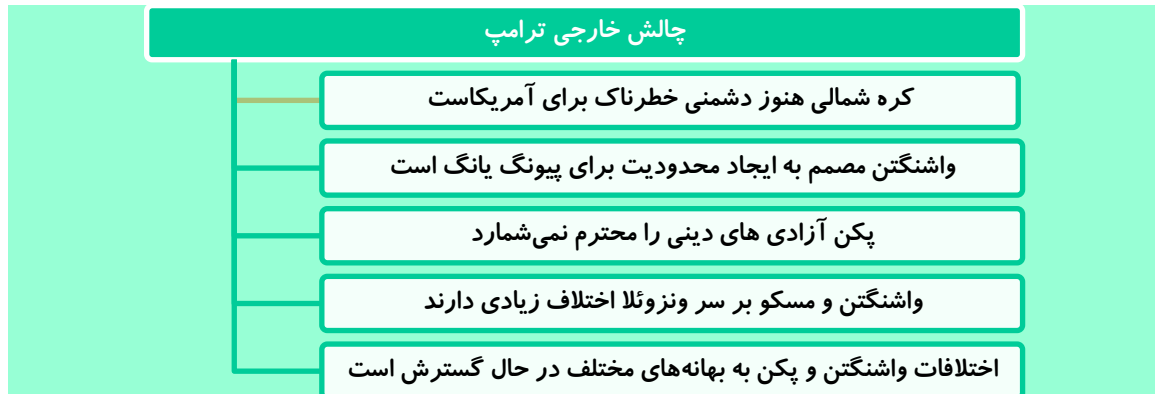 چالش خارجی ترامپ
کره شمالی هنوز دشمنی خطرناک برای آمریکاست
واشنگتن مصمم به ایجاد محدودیت برای پیونگ یانگ است
پکن آزادی های دینی را محترم نمی‌شمارد
واشنگتن و مسکو بر سر ونزوئلا اختلاف زیادی دارند
اختلافات واشنگتن و پکن به بهانه‌های مختلف در حال گسترش است